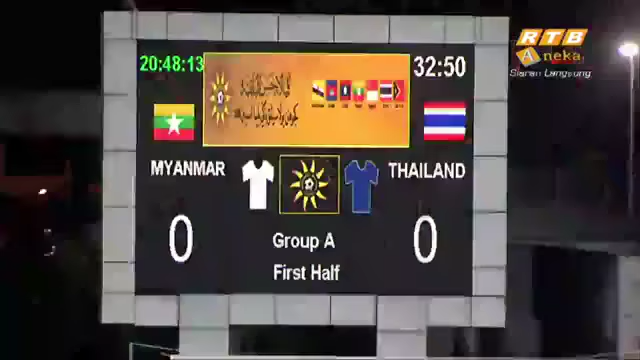 RTB
Aneka
Siaran Langsung
20:48:13
32:50
MYANMAR
THAILAND
0
0
Group A
First Half